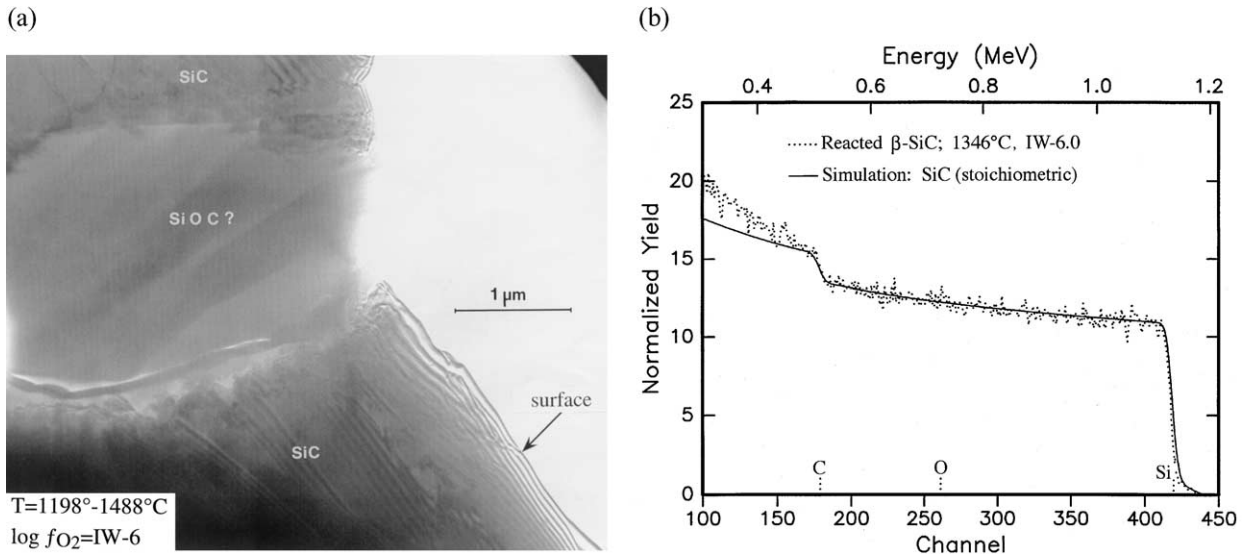 (a)
SiC
SiOC?
1 μm
surface
SiC
T=1198°-1488°C
log fO2=IW-6
(b)
Energy (MeV)
0.4 0.6 0.8 1.0 1.2
25
20
15
10
5
0
Normalized Yield
Reacted β-SiC; 1346°C, IW-6.0
Simulation: SiC (stoichiometric)
C O Si
100 150 200 250 300 350 400 450
Channel